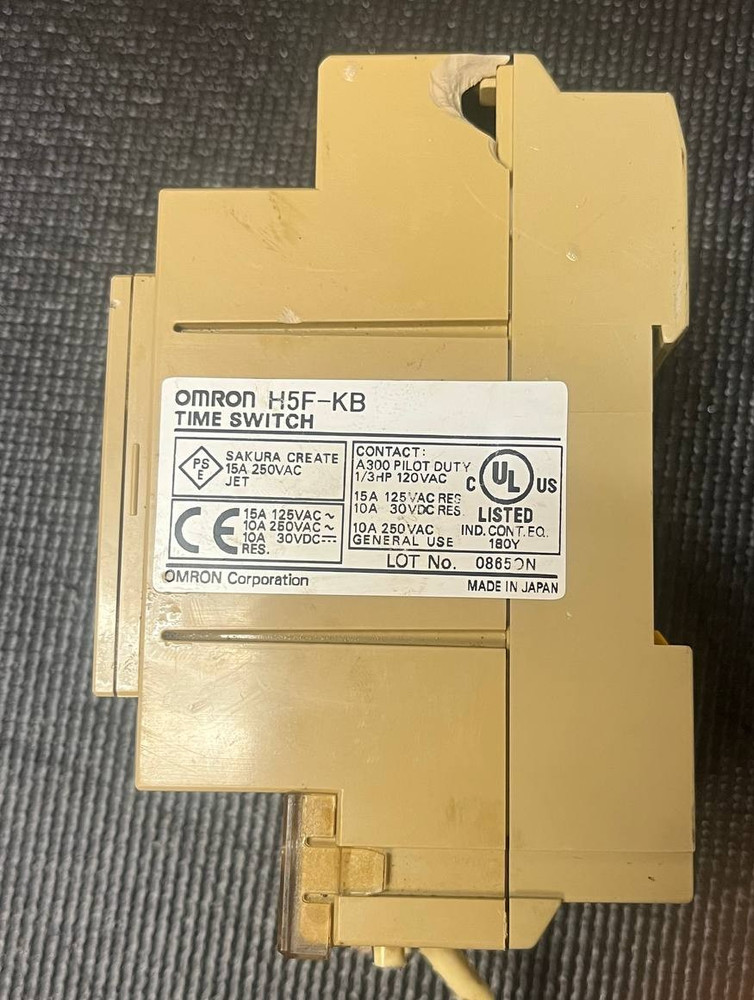 OMRON H5F-KB
TIME SWITCH
PS
E
SAKURA CREATE
15A 250VAC
JET
CE
15A 125VAC~
10A 250VAC~
10A 30VDC⎓
RES.
CONTACT:
A300 PILOT DUTY
1/3HP 120VAC
15A 125VAC RES
10A 30VDC RES.
10A 250VAC
GENERAL USE
C UL US
LISTED
IND.CONT.EQ.
180Y
LOT No.
OMRON Corporation
MADE IN JAPAN